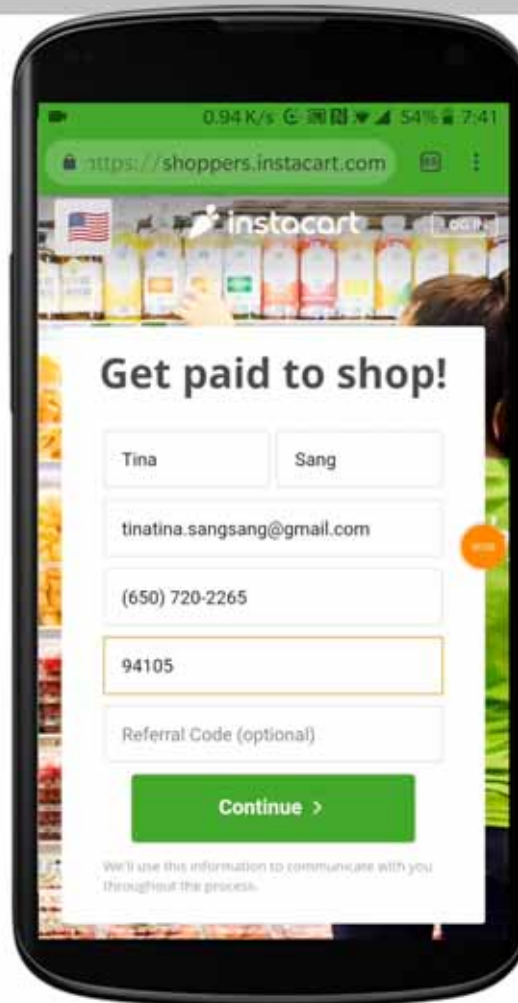 0.94 K/s 54% 7:41
https://shoppers.instacart.com
instacart
LOG IN
Get paid to shop!
Tina Sang
tinatina.sangsang@gmail.com
(650) 720-2265
94105
Referral Code (optional)
Continue >
We'll use this information to communicate with you
throughout the process.